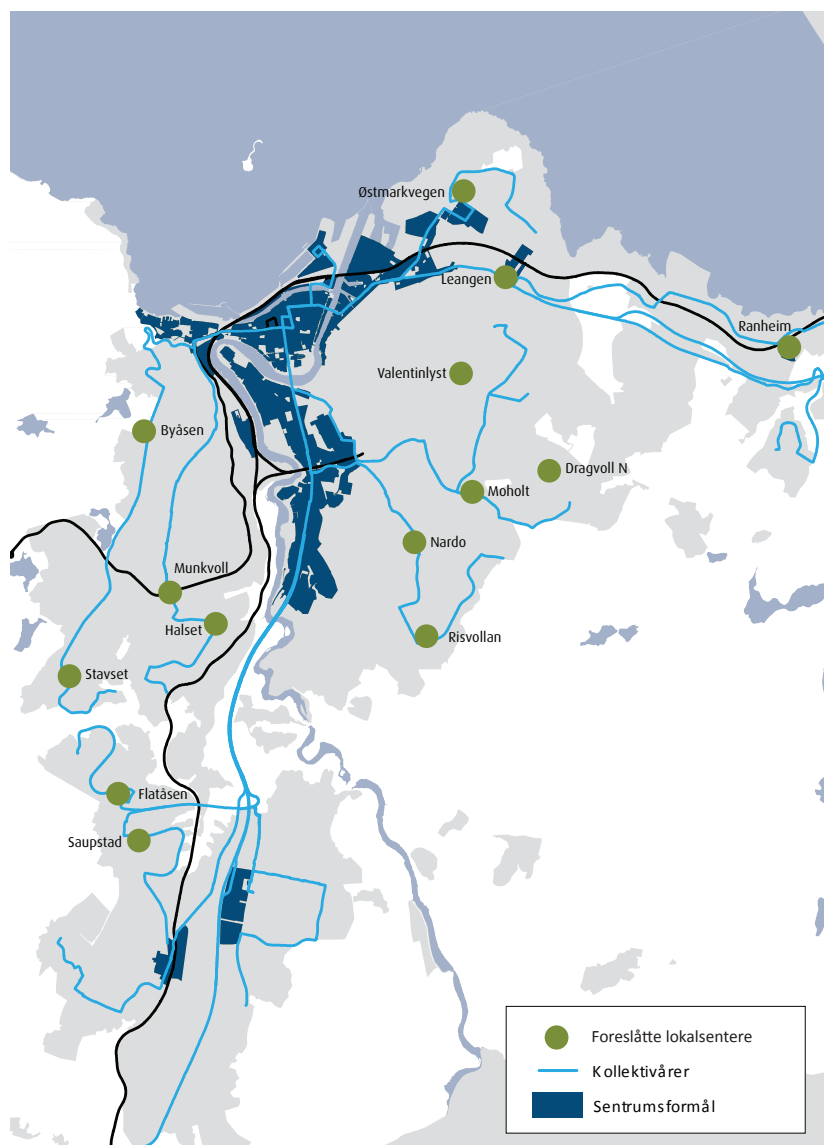 Østmarkvegen
Leangen
Ranheim
Valentinlyst
Byåsen
Dragvoll N
Moholt
Nardo
Munkvoll
Halset
Risvollan
Stavset
Flatåsen
Saupstad
Foreslåtte lokalsentere
Kollektivårer
Sentrumsformål